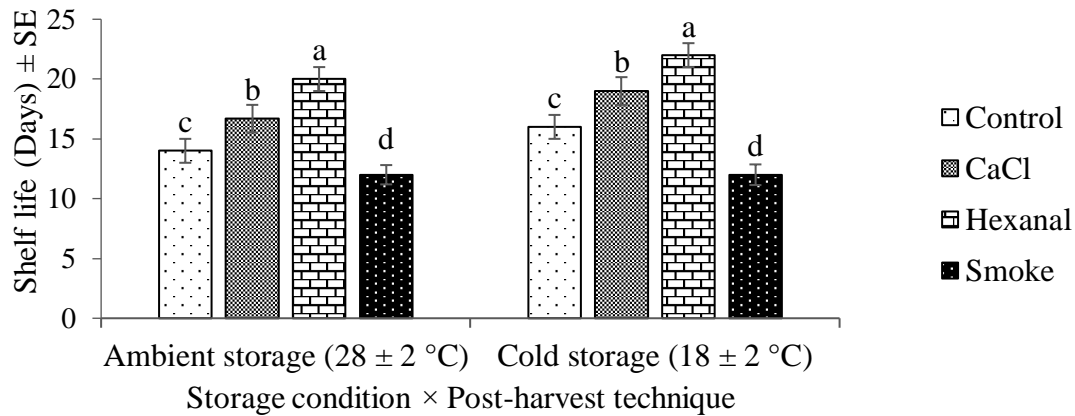 Shelf life (Days) ± SE
25
20
15
10
5
0
c
b
a
d
c
b
a
d
Ambient storage (28 ± 2 °C)
Cold storage (18 ± 2 °C)
Storage condition × Post-harvest technique
Control
CaCl
Hexanal
Smoke